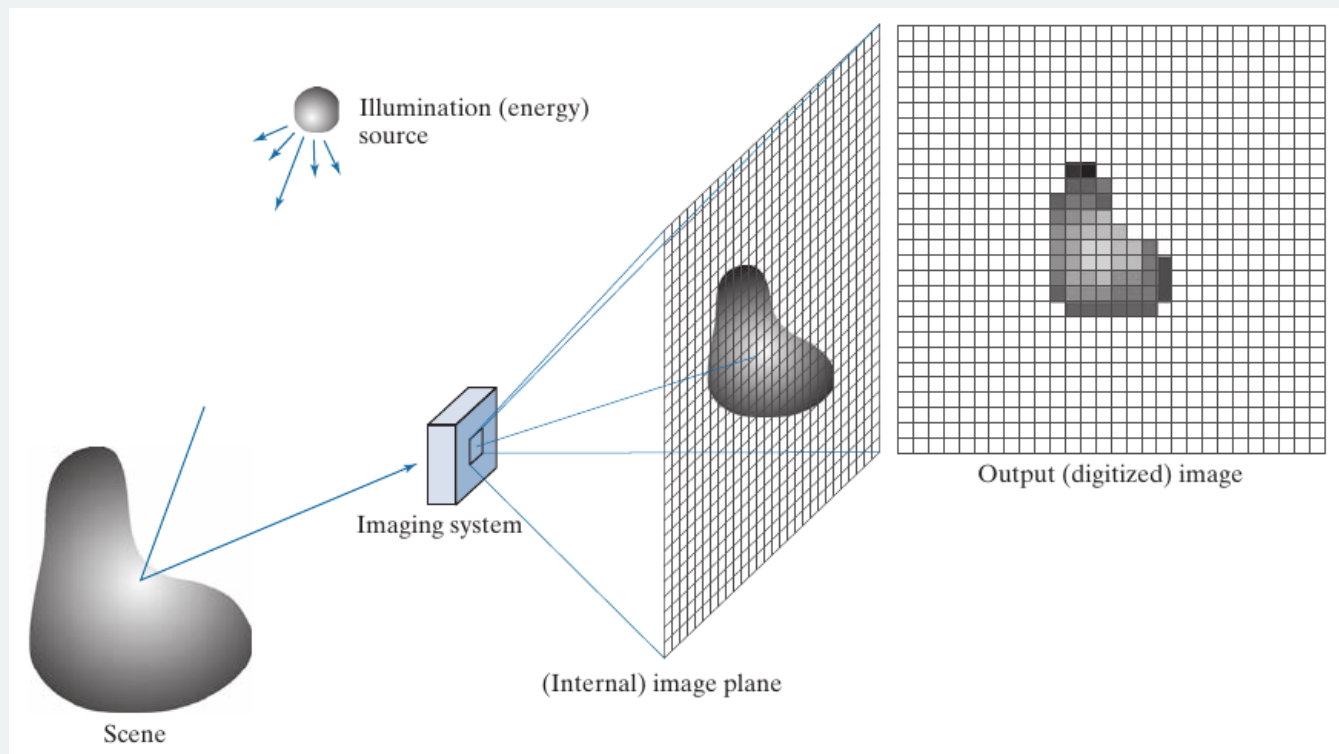 Illumination (energy)
source
Output (digitized) image
Imaging system
(Internal) image plane
Scene